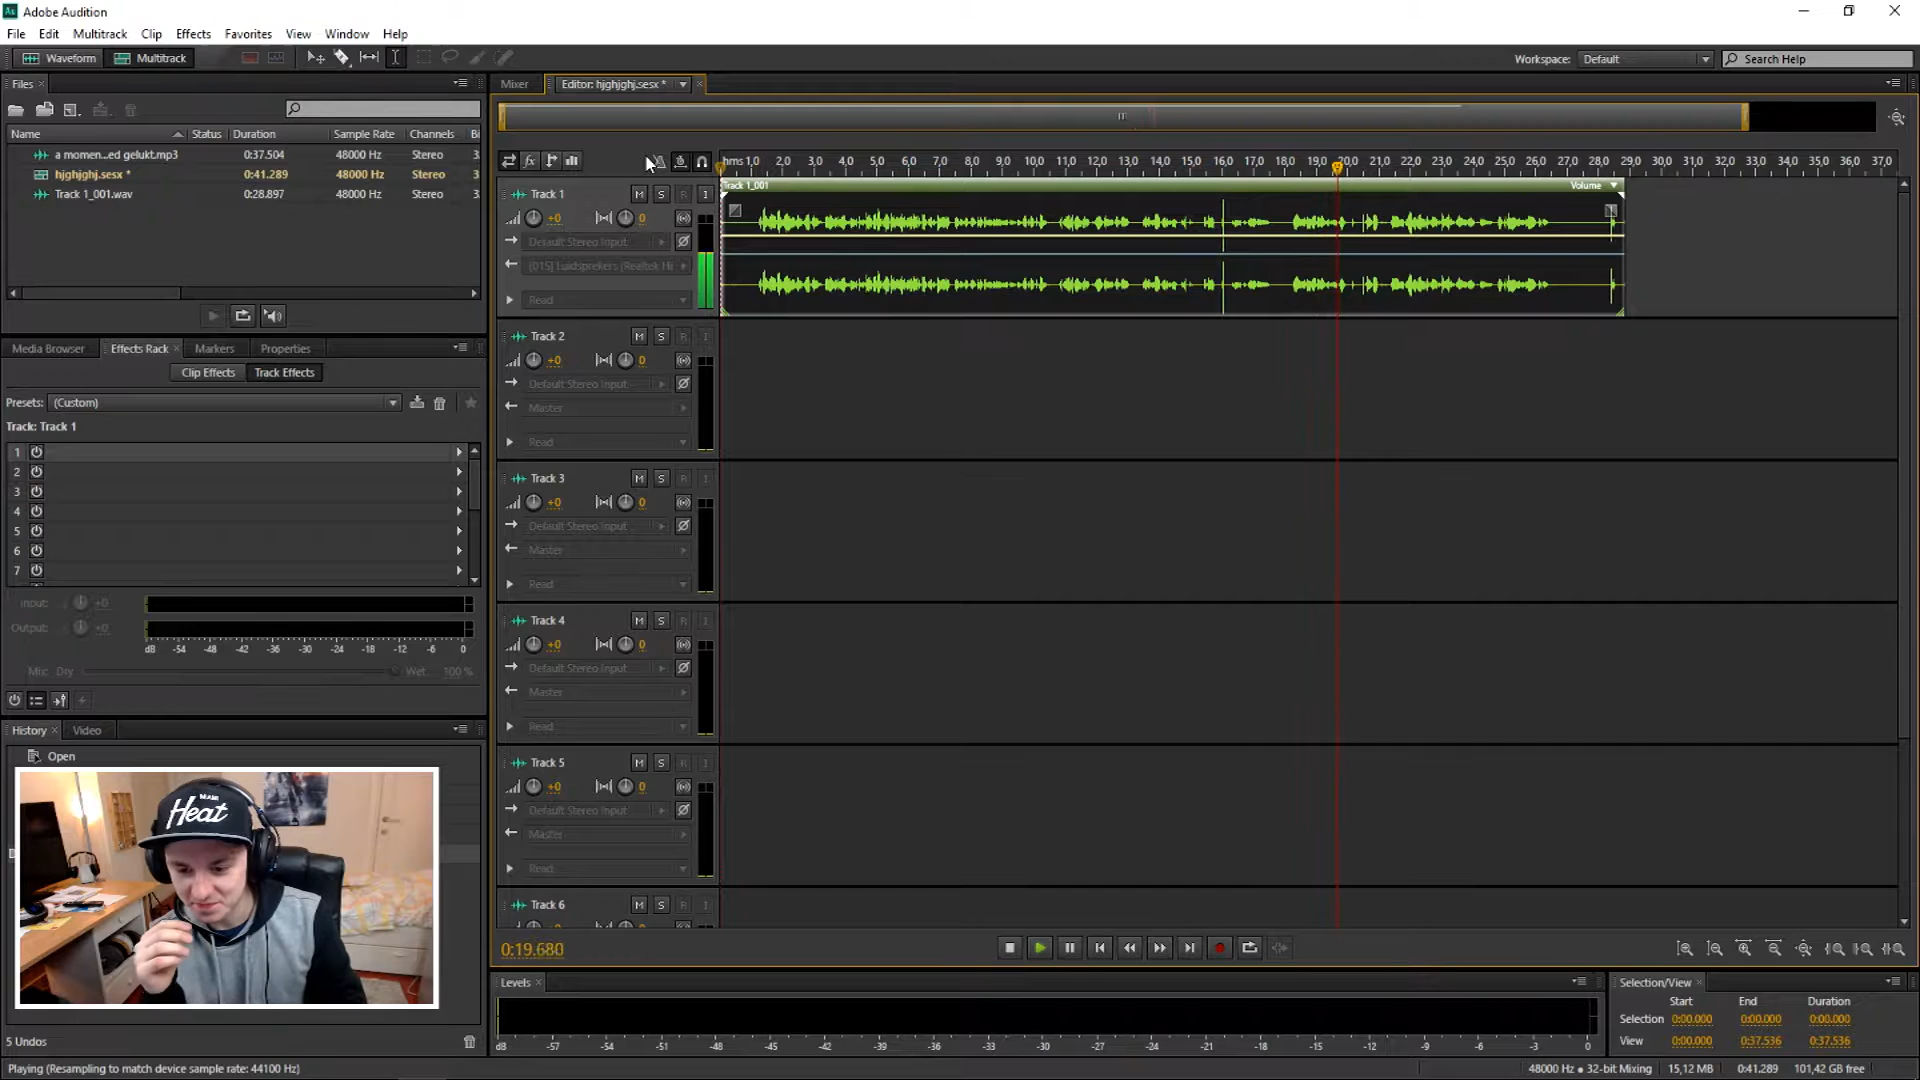 Adobe Audition
File Edit Multitrack Clip Effects Favorites View Window Help
Waveform Multitrack
Workspace: Default
Search Help
Files
Name Status Duration Sample Rate Channels Bi
a momen...ed gelukt.mp3 0:37.504 48000 Hz Stereo 3
hjghjghj.sesx * 0:41.289 48000 Hz Stereo 3
Track 1_001.wav 0:28.897 48000 Hz Stereo 3
Media Browser Effects Rack Markers Properties
Clip Effects Track Effects
Presets: (Custom)
Track: Track 1
1
2
3
4
5
6
7
Input: +0
Output: +0
dB -54 -48 -42 -36 -30 -24 -18 -12 -6 0
Mix: Dry Wet 100 %
History Video
Open
MIAMI
Heat
5 Undos
Playing (Resampling to match device sample rate: 44100 Hz)
Mixer Editor: hjghjghj.sesx *
fx
hms 1,0 2,0 3,0 4,0 5,0 6,0 7,0 8,0 9,0 10,0 11,0 12,0 13,0 14,0 15,0 16,0 17,0 18,0 19,0 20,0 21,0 22,0 23,0 24,0 25,0 26,0 27,0 28,0 29,0 30,0 31,0 32,0 33,0 34,0 35,0 36,0 37,0
Track 1 M S R I
+0 0
Default Stereo Input
[01S] Luidsprekers (Realtek Hi
Read
Track 1_001 Volume
Track 2 M S R I
+0 0
Default Stereo Input
Master
Read
Track 3 M S R I
+0 0
Default Stereo Input
Master
Read
Track 4 M S R I
+0 0
Default Stereo Input
Master
Read
Track 5 M S R I
+0 0
Default Stereo Input
Master
Read
Track 6 M S R I
0:19.680
Levels
dB -57 -54 -51 -48 -45 -42 -39 -36 -33 -30 -27 -24 -21 -18 -15 -12 -9 -6 -3 0
Selection/View
Start End Duration
Selection 0:00.000 0:00.000 0:00.000
View 0:00.000 0:37.536 0:37.536
48000 Hz • 32-bit Mixing 15,12 MB 0:41.289 101,42 GB free